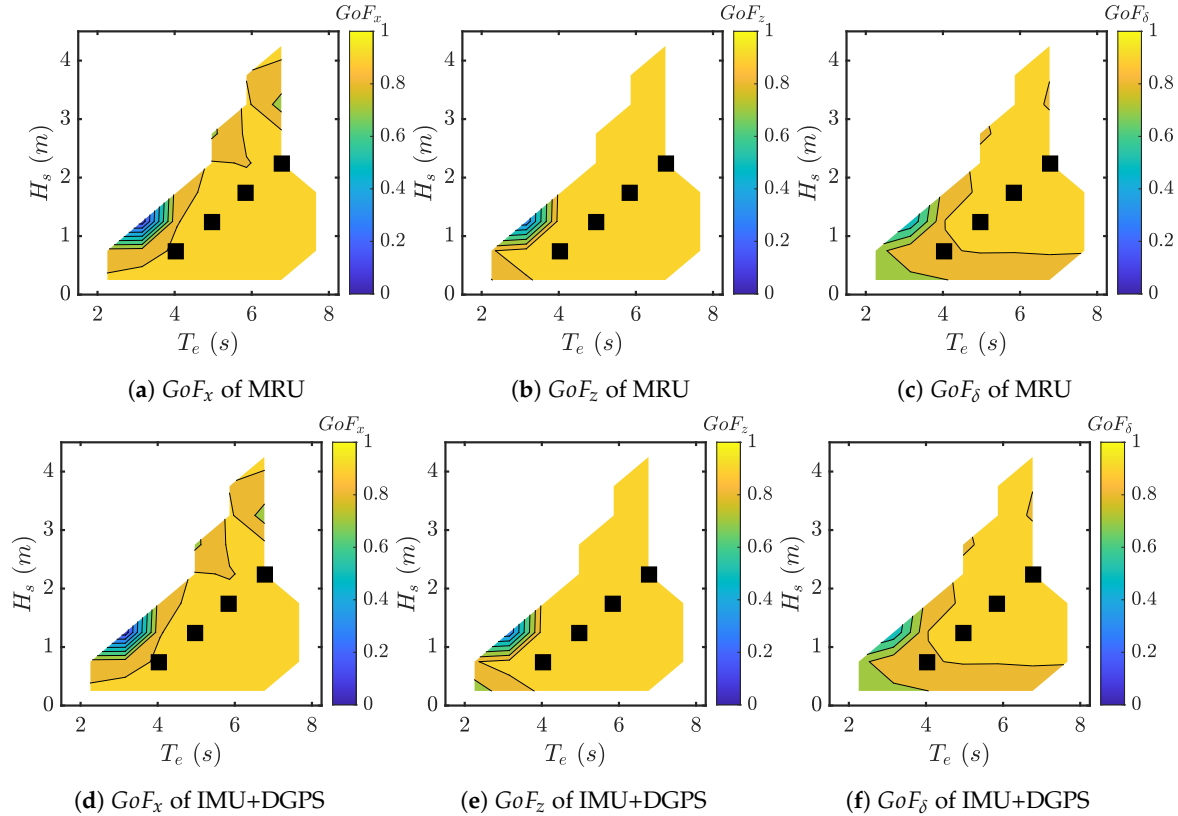 GoF_x GoF_z GoF_δ
1 1 1
4 4 4
0.8 0.8 0.8
3 3 3
0.6 0.6 0.6
H_s (m) H_s (m) H_s (m)
2 2 2
0.4 0.4 0.4
1 1 1
0.2 0.2 0.2
0 0 0 0 0 0
2 4 6 8 2 4 6 8 2 4 6 8
T_e (s) T_e (s) T_e (s)
(a) GoF_x of MRU (b) GoF_z of MRU (c) GoF_δ of MRU
GoF_x GoF_z GoF_δ
1 1 1
4 4 4
0.8 0.8 0.8
3 3 3
0.6 0.6 0.6
H_s (m) H_s (m) H_s (m)
2 2 2
0.4 0.4 0.4
1 1 1
0.2 0.2 0.2
0 0 0 0 0 0
2 4 6 8 2 4 6 8 2 4 6 8
T_e (s) T_e (s) T_e (s)
(d) GoF_x of IMU+DGPS (e) GoF_z of IMU+DGPS (f) GoF_δ of IMU+DGPS